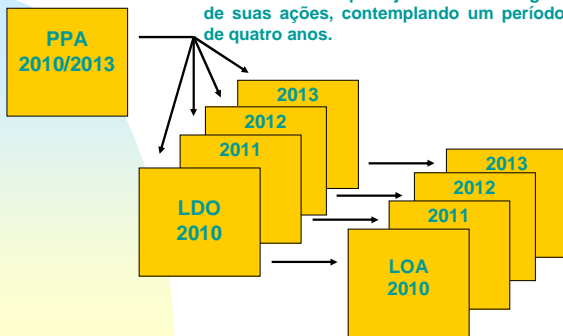 de suas ações, contemplando um período
de quatro anos.
PPA
2010/2013
2013
2012
2011
LDO
2010
2013
2012
2011
LOA
2010